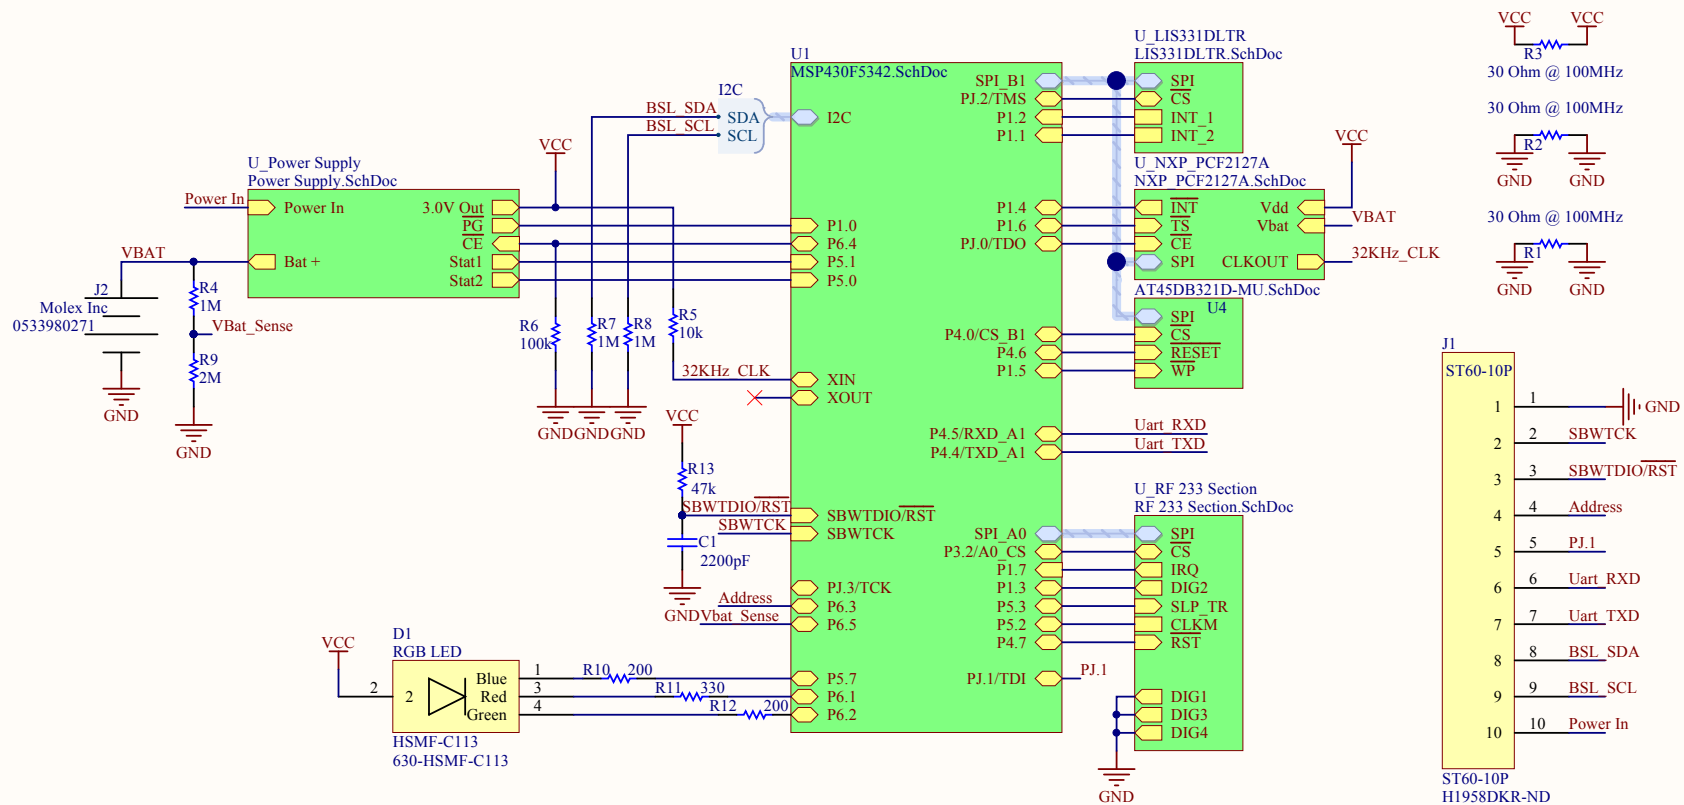 U_Power Supply
Power Supply.SchDoc
Power In
Power In
3.0V Out
PG
CE
Bat +
Stat1
Stat2
VBAT
J2
Molex Inc
0533980271
GND
R4
1M
VBat_Sense
R9
2M
GND
VCC
BSL_SDA
BSL_SCL
I2C
SDA
SCL
R6
100k
R7
1M
R8
1M
R5
10k
GND
GND
GND
32KHz_CLK
VCC
R13
47k
SBWTDIO/RST
SBWTCK
C1
2200pF
GND
Address
Vbat_Sense
VCC
D1
RGB LED
2
2
Blue
Red
Green
1
3
4
R10
200
R11
330
R12
200
HSMF-C113
630-HSMF-C113
U1
MSP430F5342.SchDoc
I2C
P1.0
P6.4
P5.1
P5.0
XIN
XOUT
SBWTDIO/RST
SBWTCK
PJ.3/TCK
P6.3
P6.5
P5.7
P6.1
P6.2
SPI_B1
PJ.2/TMS
P1.2
P1.1
P1.4
P1.6
PJ.0/TDO
P4.0/CS_B1
P4.6
P1.5
P4.5/RXD_A1
P4.4/TXD_A1
SPI_A0
P3.2/A0_CS
P1.7
P1.3
P5.3
P5.2
P4.7
PJ.1/TDI
Uart_RXD
Uart_TXD
PJ.1
U_LIS331DLTR
LIS331DLTR.SchDoc
SPI
CS
INT_1
INT_2
U_NXP_PCF2127A
NXP_PCF2127A.SchDoc
INT
TS
CE
SPI
Vdd
Vbat
CLKOUT
VCC
VBAT
32KHz_CLK
AT45DB321D-MU.SchDoc
U4
SPI
CS
RESET
WP
U_RF 233 Section
RF 233 Section.SchDoc
SPI
CS
IRQ
DIG2
SLP_TR
CLKM
RST
DIG1
DIG3
DIG4
GND
VCC
VCC
R3
30 Ohm @ 100MHz
30 Ohm @ 100MHz
R2
GND
GND
30 Ohm @ 100MHz
R1
GND
GND
J1
ST60-10P
1
1
GND
2
2
SBWTCK
3
3
SBWTDIO/RST
4
4
Address
5
5
PJ.1
6
6
Uart_RXD
7
7
Uart_TXD
8
8
BSL_SDA
9
9
BSL_SCL
10
10
Power In
ST60-10P
H1958DKR-ND